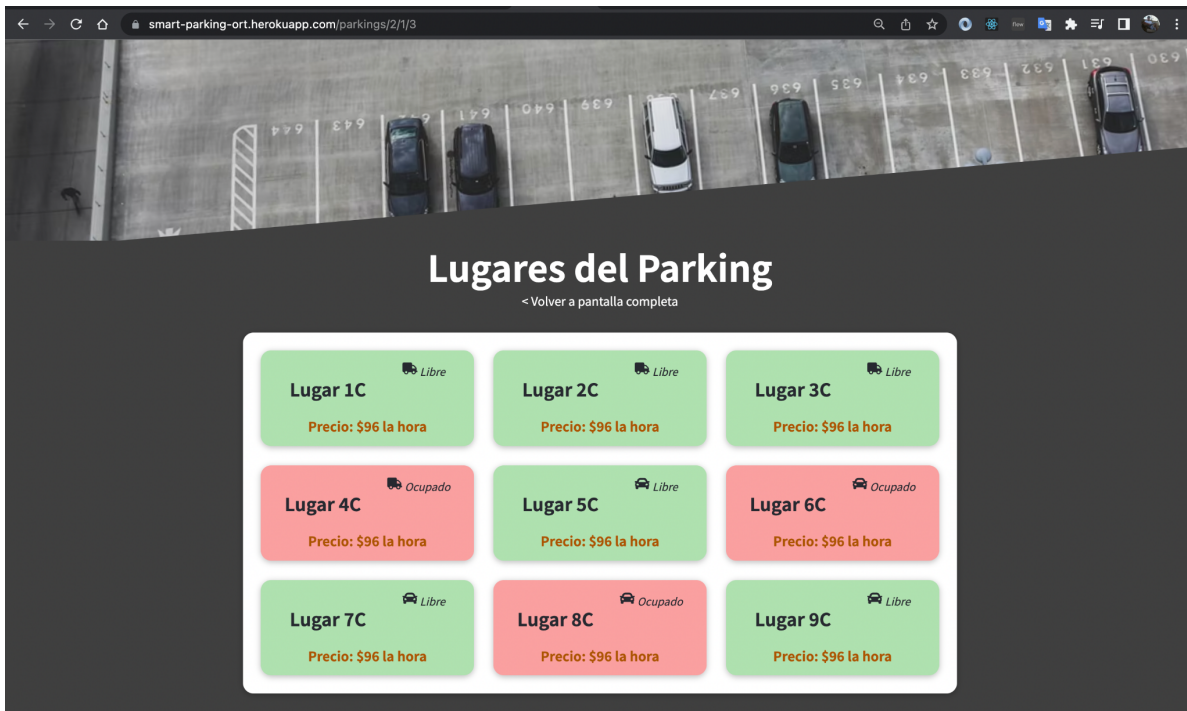 smart-parking-ort.herokuapp.com/parkings/2/1/3
Lugares del Parking
< Volver a pantalla completa
Libre
Lugar 1C
Precio: $96 la hora
Libre
Lugar 2C
Precio: $96 la hora
Libre
Lugar 3C
Precio: $96 la hora
Ocupado
Lugar 4C
Precio: $96 la hora
Libre
Lugar 5C
Precio: $96 la hora
Ocupado
Lugar 6C
Precio: $96 la hora
Libre
Lugar 7C
Precio: $96 la hora
Ocupado
Lugar 8C
Precio: $96 la hora
Libre
Lugar 9C
Precio: $96 la hora